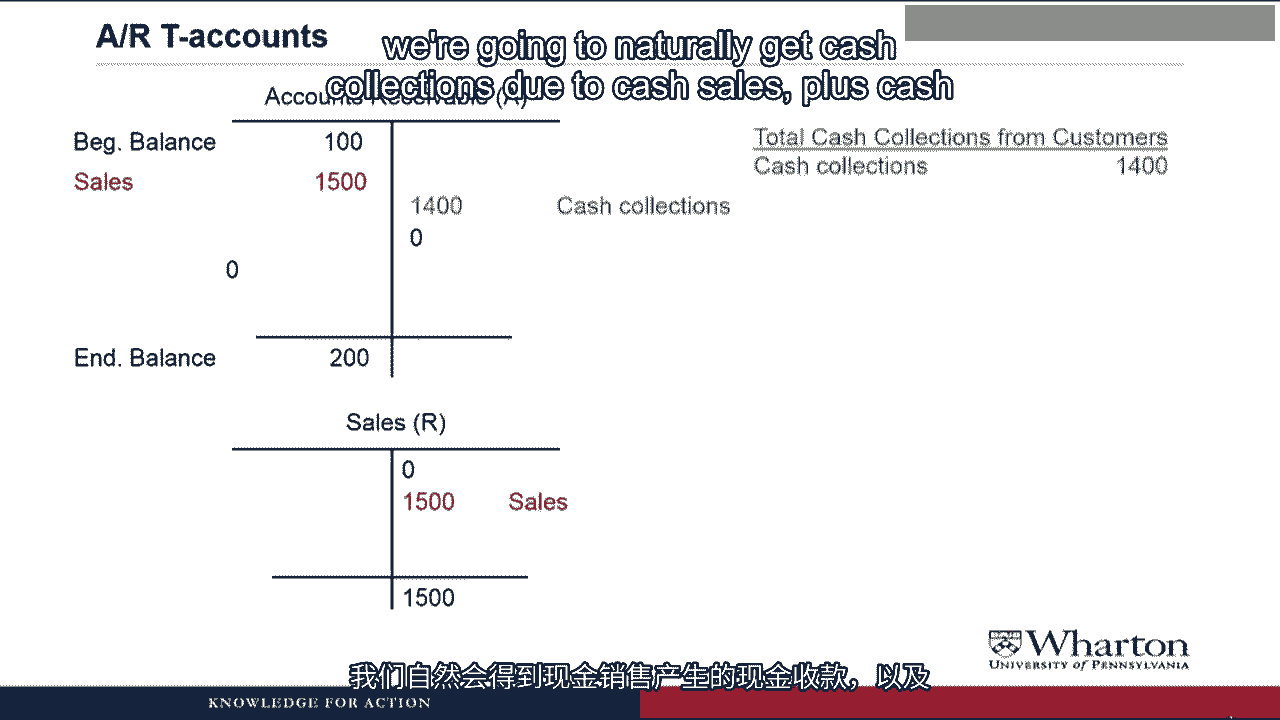 A/R T-accounts
we're going to naturally get cash
collections due to cash sales, plus cash
Accounts Receivable (A)
Beg. Balance 100
Sales 1500
1400 Cash collections
0
0
End. Balance 200
Total Cash Collections from Customers
Cash collections 1400
Sales (R)
0
1500 Sales
1500
Wharton
UNIVERSITY of PENNSYLVANIA
我们自然会得到现金销售产生的现金收款，以及
KNOWLEDGE FOR ACTION